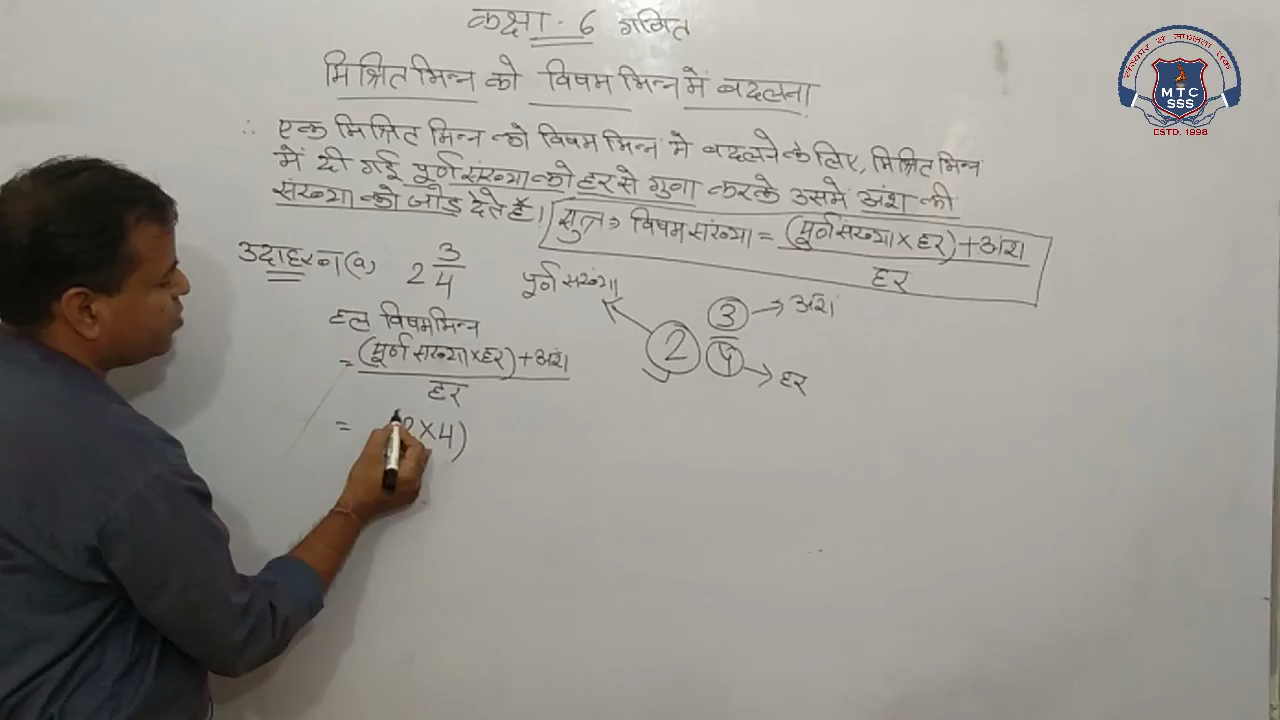 कक्षा - 6 गणित
मिश्रित भिन्न को विषम भिन्न में बदलना
∴ एक मिश्रित भिन्न को विषम भिन्न मे बदलने के लिए, मिश्रित भिन्न
में दी गई पूर्ण संख्या को हर से गुणा करके उसमे अंश की
संख्या को जोड़ देते हैं।
सुत्र⇒ विषम संख्या = (पूर्ण संख्या × हर) + अंश
हर
उदाहरण (a) 2 3/4
हल विषम भिन्न
= (पूर्ण संख्या × हर) + अंश
हर
= (2 × 4)
पूर्ण संख्या
3 → अंश
2
4 → हर
MTC
SSS
ESTD. 1998